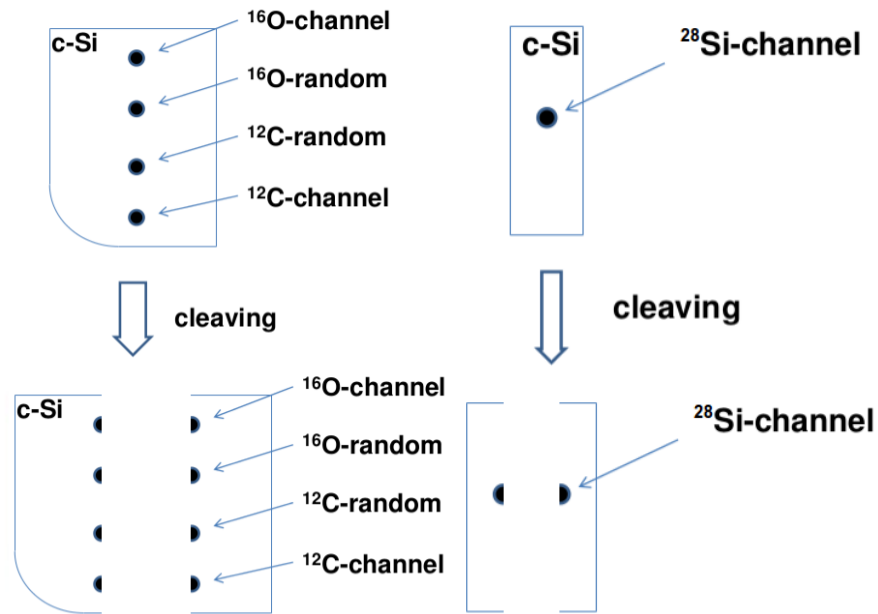 c-Si
¹⁶O-channel
¹⁶O-random
¹²C-random
¹²C-channel
cleaving
c-Si
¹⁶O-channel
¹⁶O-random
¹²C-random
¹²C-channel
c-Si
²⁸Si-channel
cleaving
²⁸Si-channel